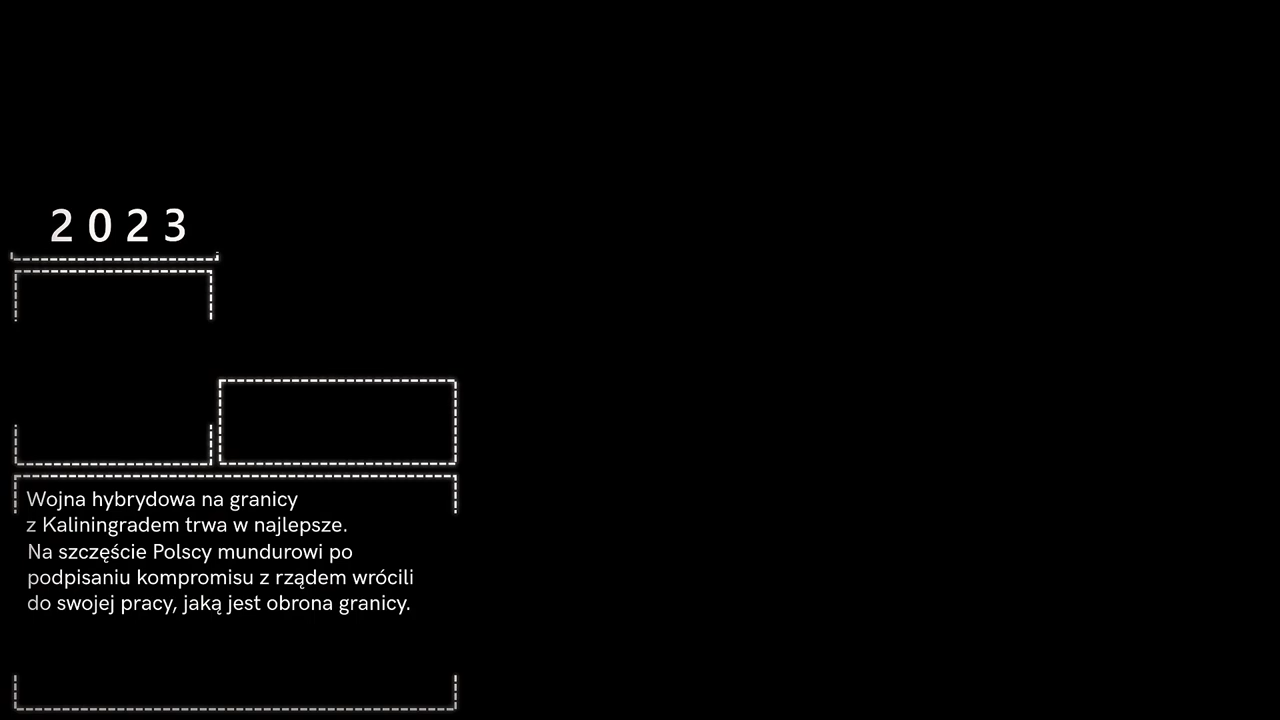 2023
Wojna hybrydowa na granicy
z Kaliningradem trwa w najlepsze.
Na szczęście Polscy mundurowi po
podpisaniu kompromisu z rządem wrócili
do swojej pracy, jaką jest obrona granicy.